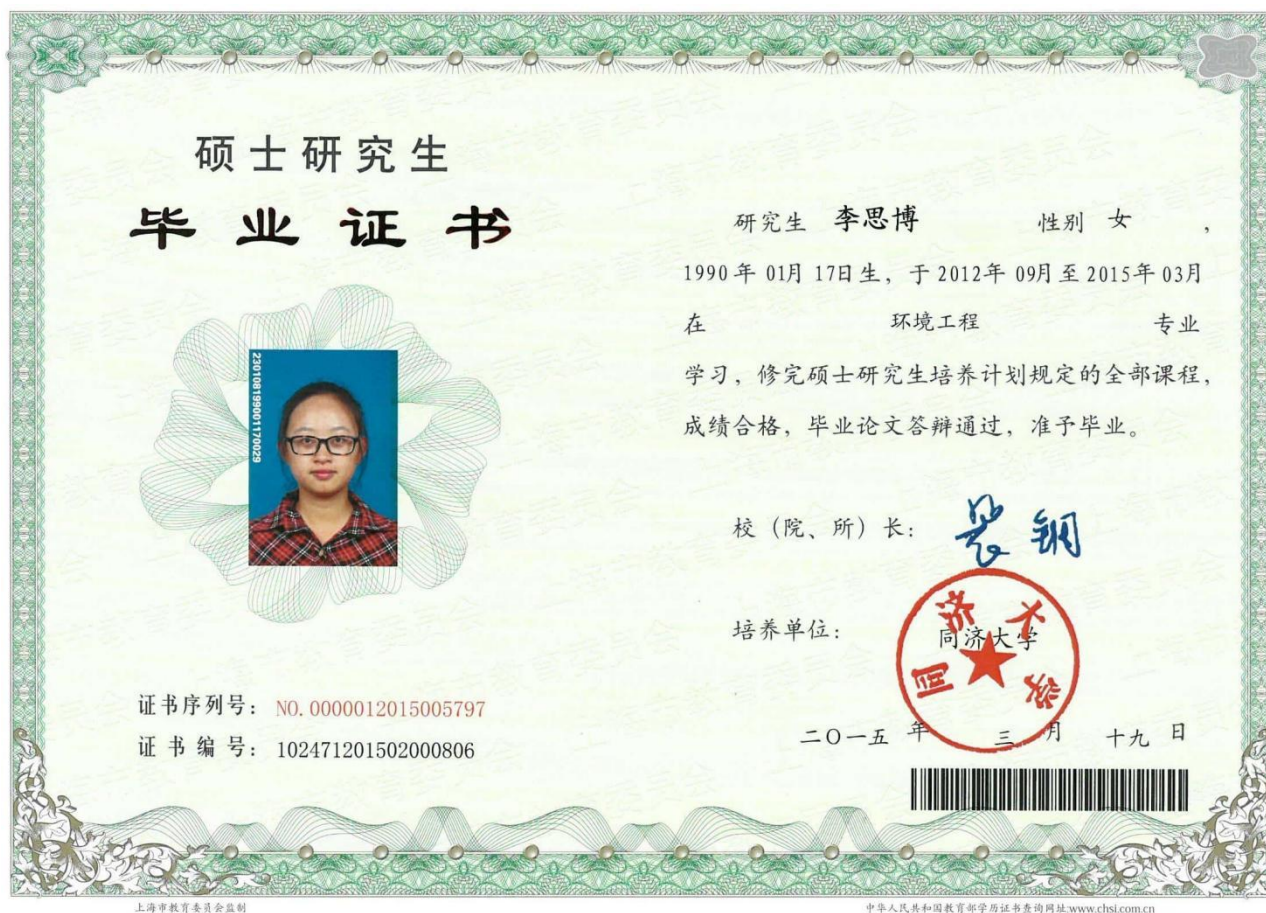 硕士研究生
毕业证书
230108199001170029
证书序列号：NO.0000012015005797
证书编号：102471201502000806
研究生 李思博 性别 女，
1990年 01月 17日生，于 2012年 09月至 2015年 03月
在 环境工程 专业
学习，修完硕士研究生培养计划规定的全部课程，
成绩合格，毕业论文答辩通过，准予毕业。
校（院、所）长：裴钢
培养单位：同济大学
同济大学
二〇一五 年 三 月 十九 日
上海市教育委员会监制
中华人民共和国教育部学历证书查询网址:www.chsi.com.cn